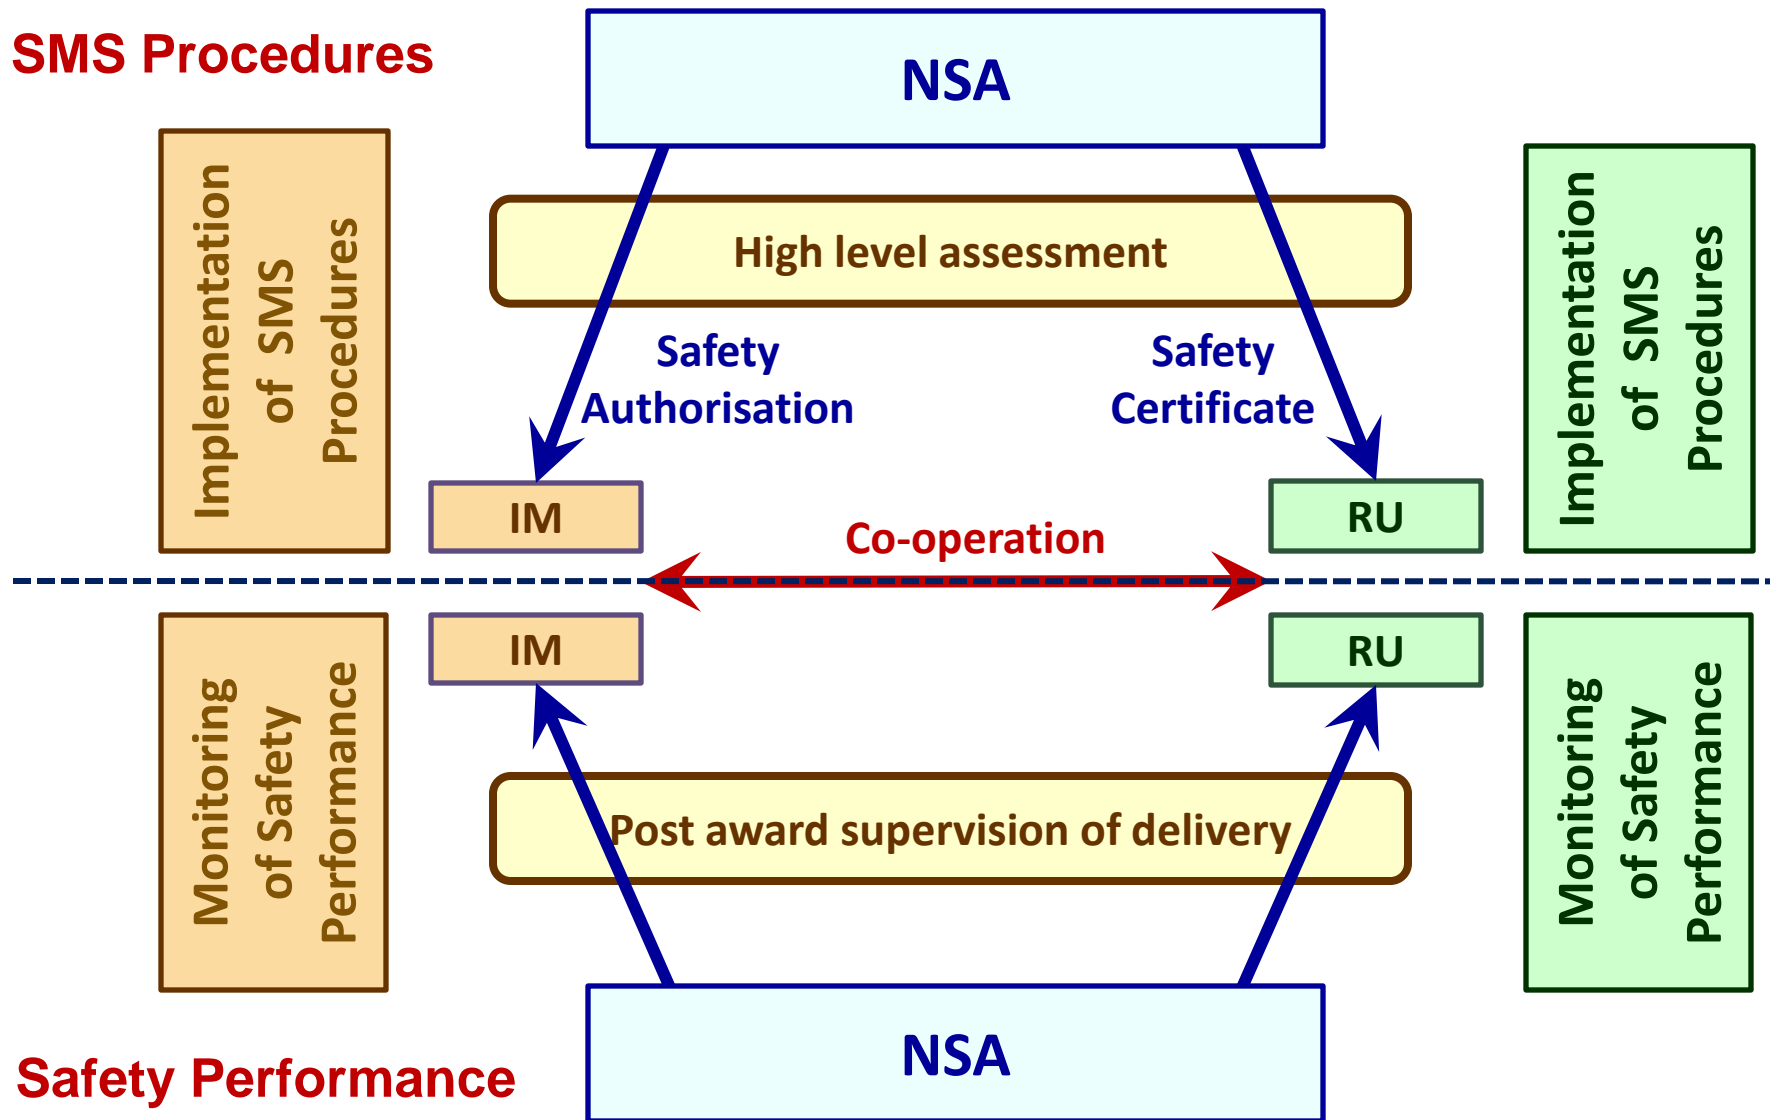 SMS Procedures
NSA
Implementation
of SMS
Procedures
High level assessment
Safety
Authorisation
Safety
Certificate
Implementation
of SMS
Procedures
IM
Co-operation
RU
IM
RU
Monitoring
of Safety
Performance
Post award supervision of delivery
Monitoring
of Safety
Performance
NSA
Safety Performance